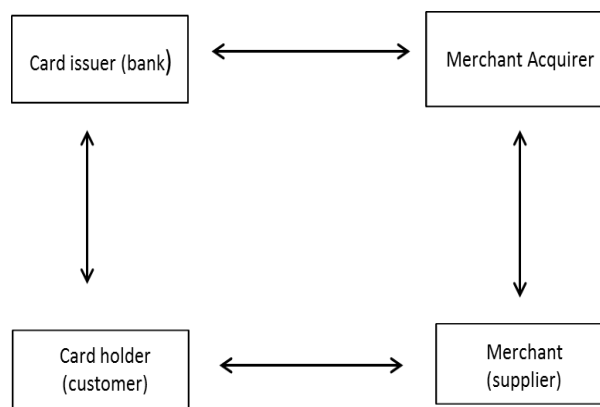 Card issuer (bank)
Merchant Acquirer
Card holder
(customer)
Merchant
(supplier)